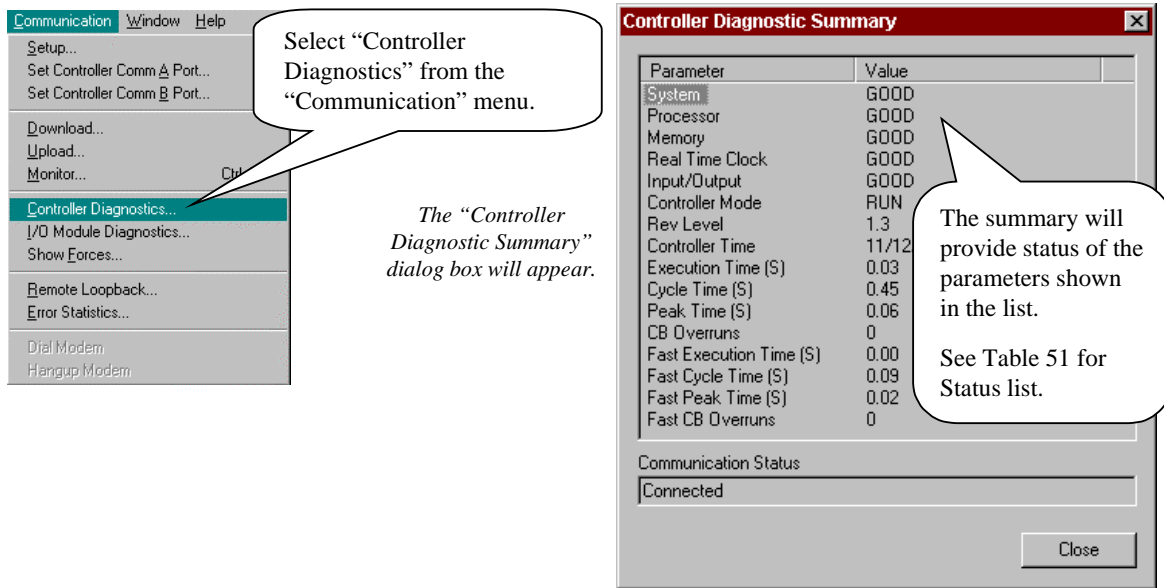 Communication Window Help
Setup...
Set Controller Comm A Port...
Set Controller Comm B Port...
Download...
Upload...
Monitor...
Controller Diagnostics...
I/O Module Diagnostics...
Show Forces...
Remote Loopback...
Error Statistics...
Dial Modem
Hangup Modem
Select “Controller
Diagnostics” from the
“Communication” menu.
The “Controller
Diagnostic Summary”
dialog box will appear.
Controller Diagnostic Summary
Parameter Value
System GOOD
Processor GOOD
Memory GOOD
Real Time Clock GOOD
Input/Output GOOD
Controller Mode RUN
Rev Level 1.3
Controller Time 11/12
Execution Time (S) 0.03
Cycle Time (S) 0.45
Peak Time (S) 0.06
CB Overruns 0
Fast Execution Time (S) 0.00
Fast Cycle Time (S) 0.09
Fast Peak Time (S) 0.02
Fast CB Overruns 0
The summary will
provide status of the
parameters shown
in the list.
See Table 51 for
Status list.
Communication Status
Connected
Close